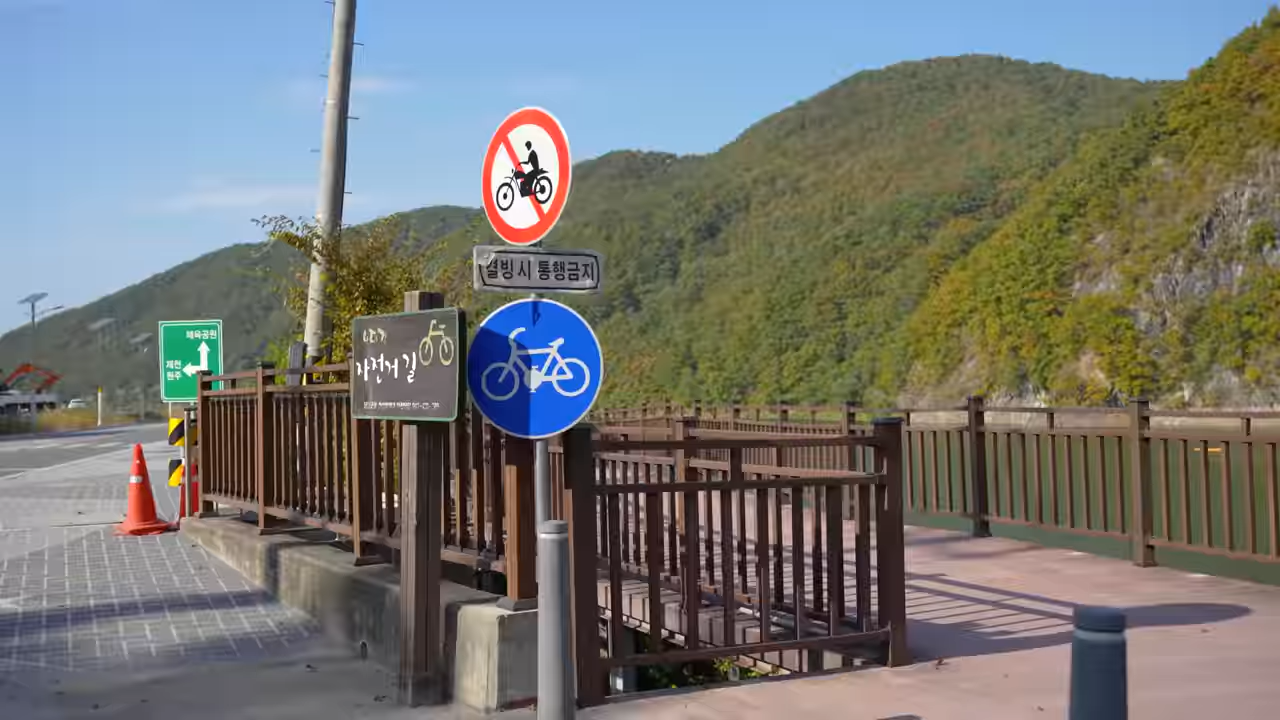 체육공원
제천
원주
결빙시 통행금지
자전거 길